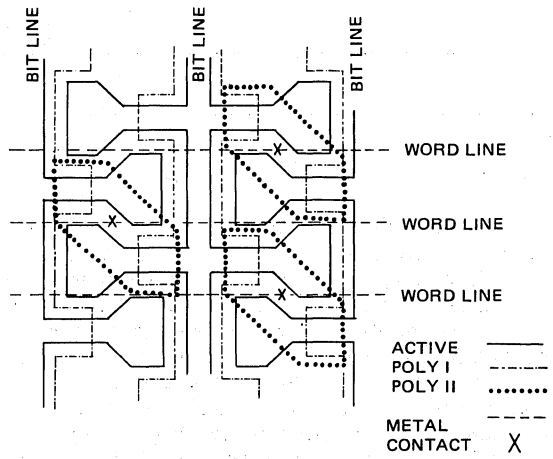 BIT LINE
BIT LINE
BIT LINE
WORD LINE
WORD LINE
WORD LINE
ACTIVE
POLY I
POLY II
METAL
CONTACT X